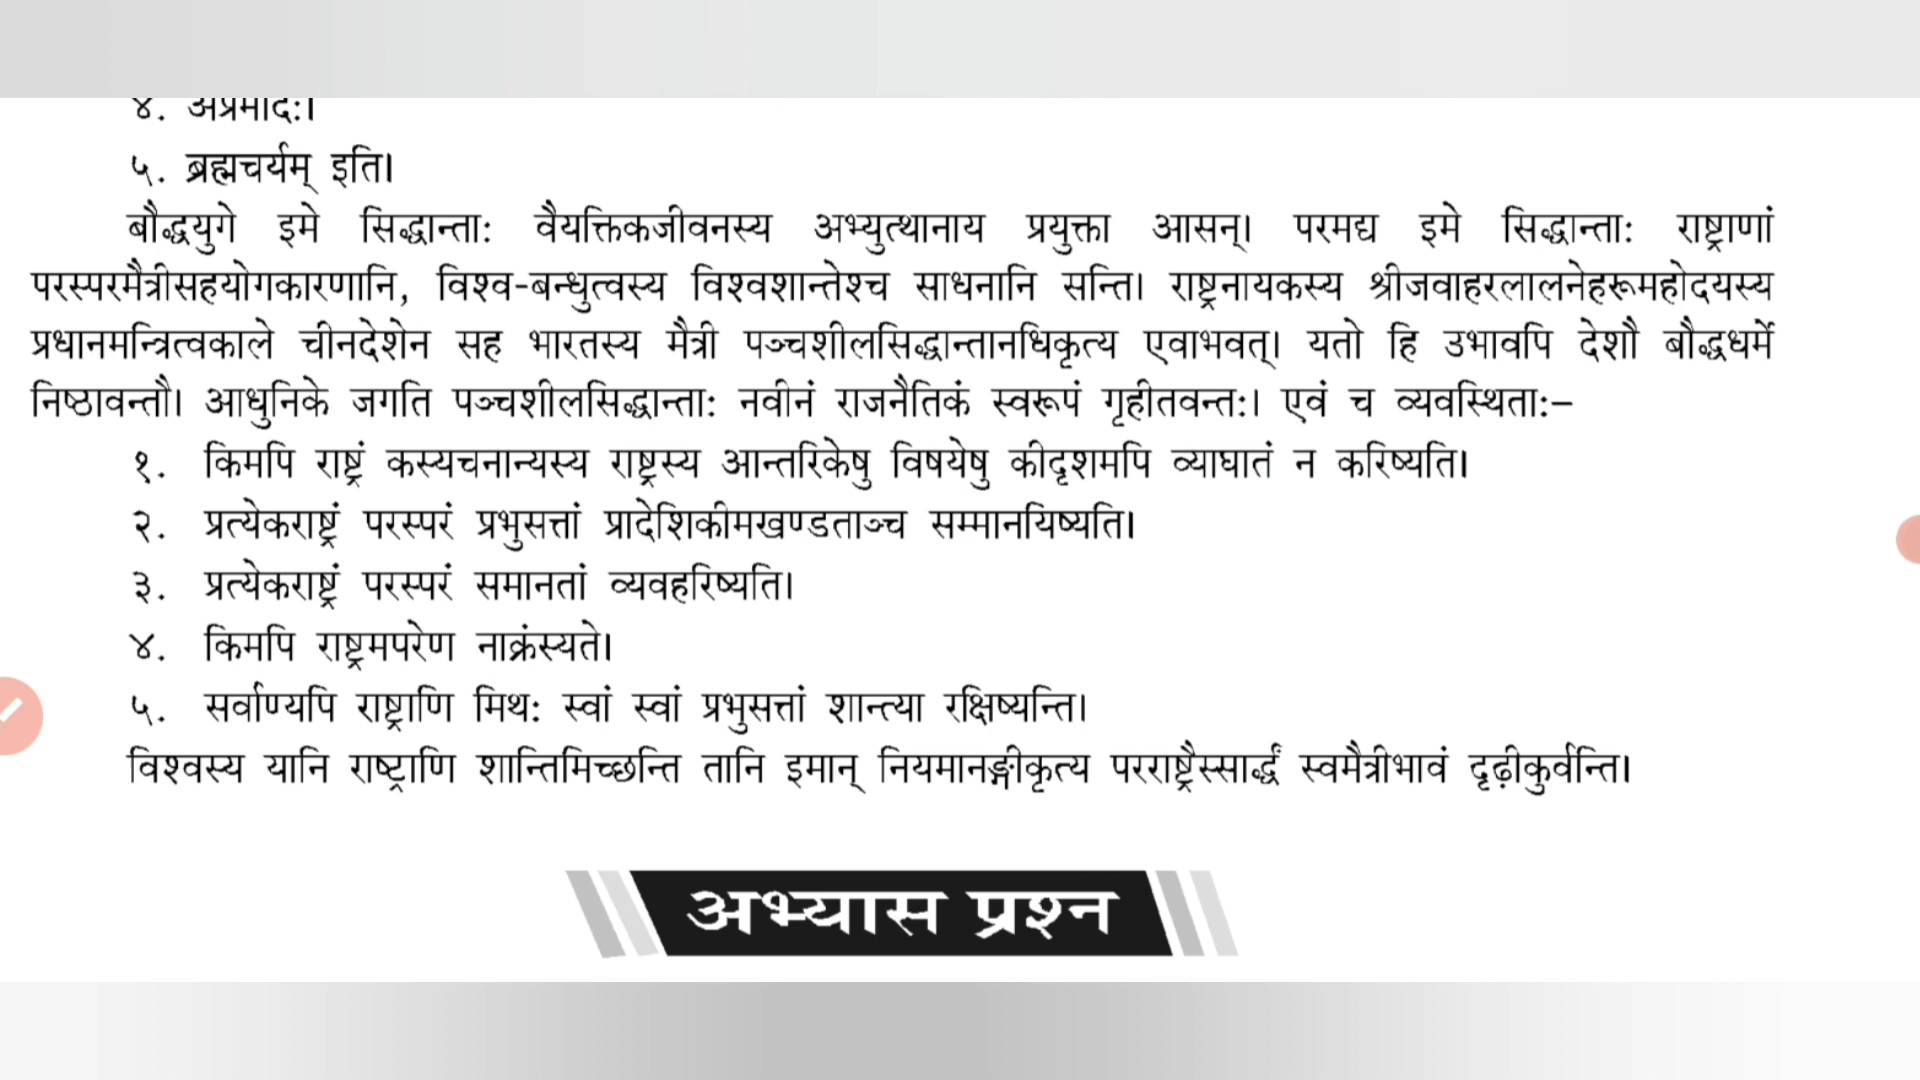 ४. अप्रमादः।
५. ब्रह्मचर्यम् इति।
बौद्धयुगे इमे सिद्धान्ताः वैयक्तिकजीवनस्य अभ्युत्थानाय प्रयुक्ता आसन्। परमद्य इमे सिद्धान्ताः राष्ट्राणां
परस्परमैत्रीसहयोगकारणानि, विश्व-बन्धुत्वस्य विश्वशान्तेश्च साधनानि सन्ति। राष्ट्रनायकस्य श्रीजवाहरलालनेहरूमहोदयस्य
प्रधानमन्त्रित्वकाले चीनदेशेन सह भारतस्य मैत्री पञ्चशीलसिद्धान्तानधिकृत्य एवाभवत्। यतो हि उभावपि देशौ बौद्धधर्मे
निष्ठावन्तौ। आधुनिके जगति पञ्चशीलसिद्धान्ताः नवीनं राजनैतिकं स्वरूपं गृहीतवन्तः। एवं च व्यवस्थिताः–
१. किमपि राष्ट्रं कस्यचनान्यस्य राष्ट्रस्य आन्तरिकेषु विषयेषु कीदृशमपि व्याघातं न करिष्यति।
२. प्रत्येकराष्ट्रं परस्परं प्रभुसत्तां प्रादेशिकीमखण्डताञ्च सम्मानयिष्यति।
३. प्रत्येकराष्ट्रं परस्परं समानतां व्यवहरिष्यति।
४. किमपि राष्ट्रमपरेण नाक्रंस्यते।
५. सर्वाण्यपि राष्ट्राणि मिथः स्वां स्वां प्रभुसत्तां शान्त्या रक्षिष्यन्ति।
विश्वस्य यानि राष्ट्राणि शान्तिमिच्छन्ति तानि इमान् नियमानङ्गीकृत्य परराष्ट्रैस्सार्द्धं स्वमैत्रीभावं दृढ़ीकुर्वन्ति।
अभ्यास प्रश्न